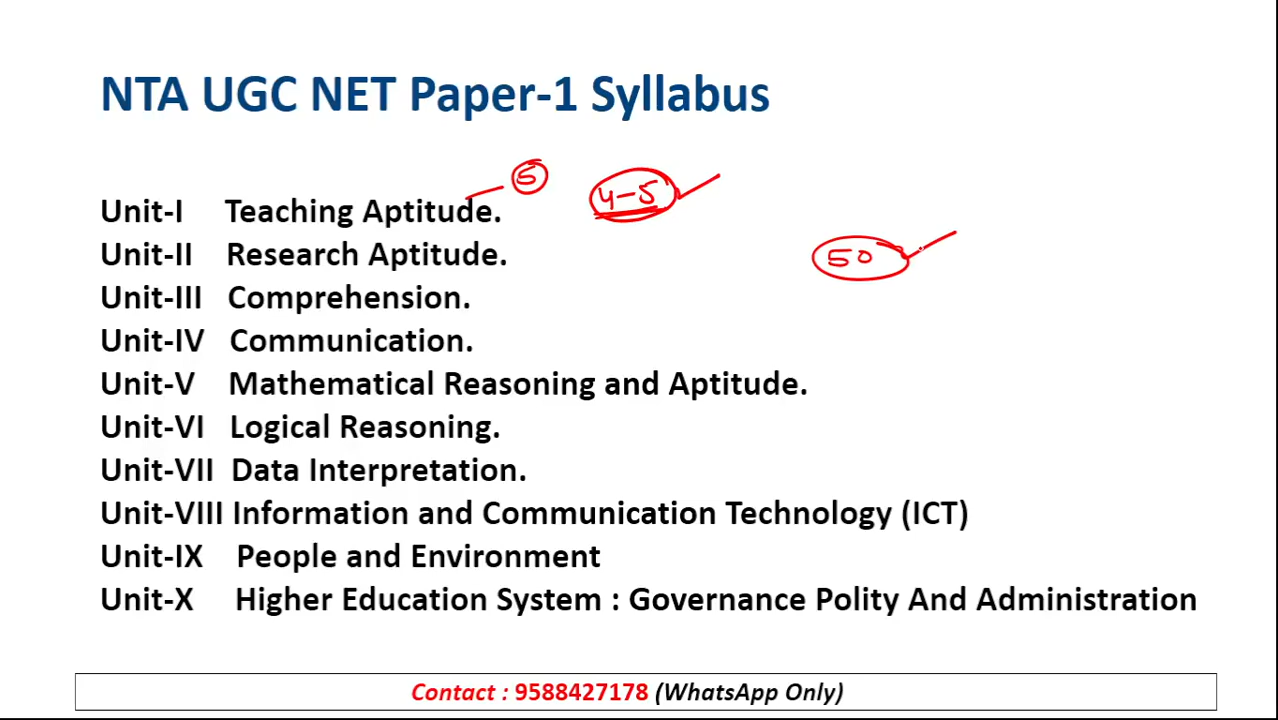 NTA UGC NET Paper-1 Syllabus
5
4-5
Unit-I Teaching Aptitude.
50
Unit-II Research Aptitude.
Unit-III Comprehension.
Unit-IV Communication.
Unit-V Mathematical Reasoning and Aptitude.
Unit-VI Logical Reasoning.
Unit-VII Data Interpretation.
Unit-VIII Information and Communication Technology (ICT)
Unit-IX People and Environment
Unit-X Higher Education System : Governance Polity And Administration
Contact : 9588427178 (WhatsApp Only)